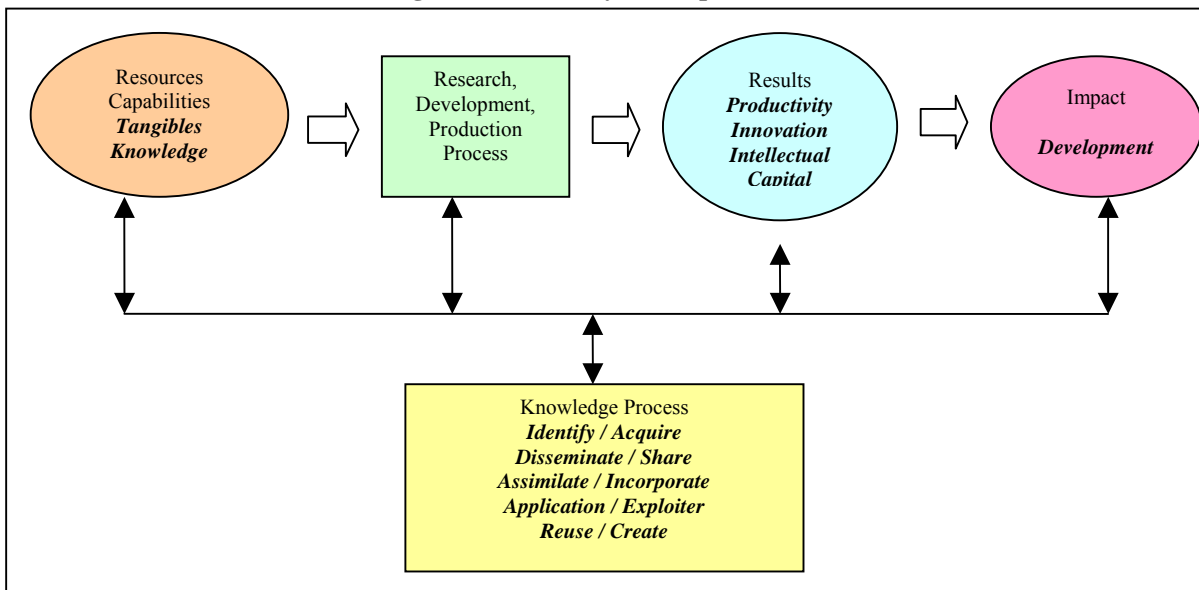 Resources
Capabilities
Tangibles
Knowledge
Research,
Development,
Production
Process
Results
Productivity
Innovation
Intellectual
Capital
Impact
Development
Knowledge Process
Identify / Acquire
Disseminate / Share
Assimilate / Incorporate
Application / Exploiter
Reuse / Create